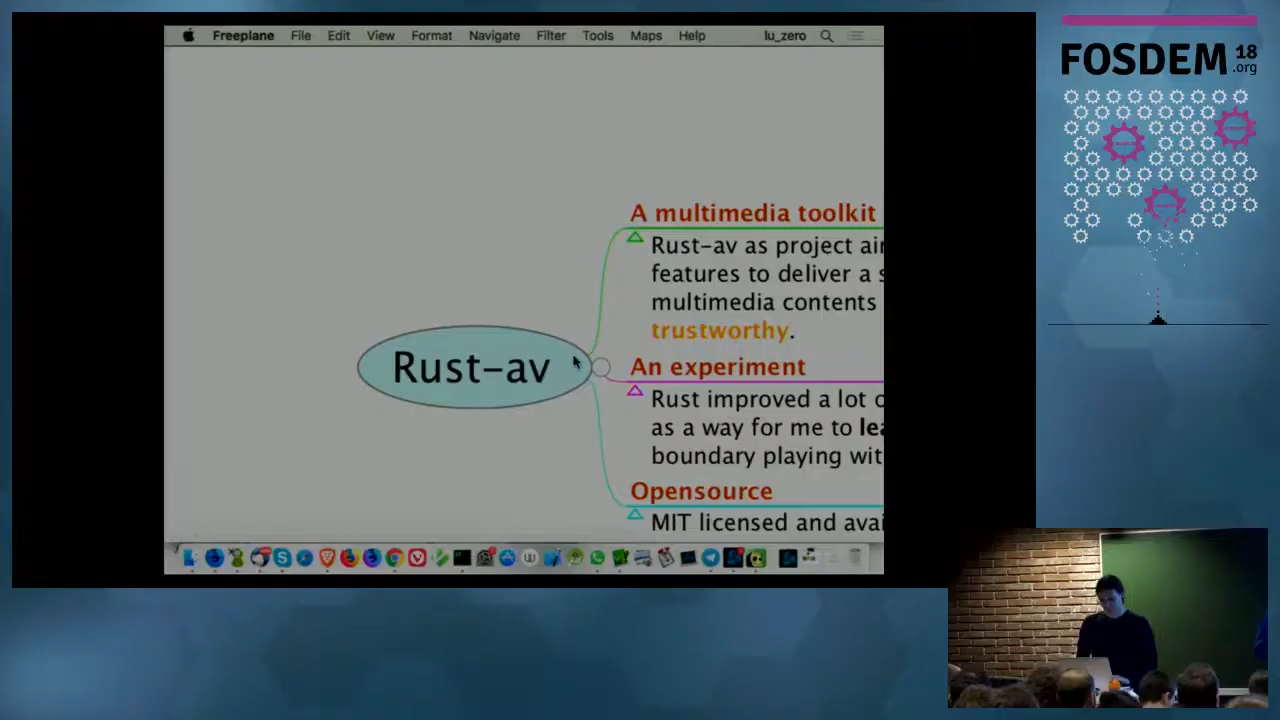 Freeplane File Edit View Format Navigate Filter Tools Maps Help lu_zero
FOSDEM 18 .org
A multimedia toolkit
Rust-av as project ai
features to deliver a s
multimedia contents
trustworthy.
Rust-av
An experiment
Rust improved a lot
as a way for me to lea
boundary playing wit
Opensource
MIT licensed and avai